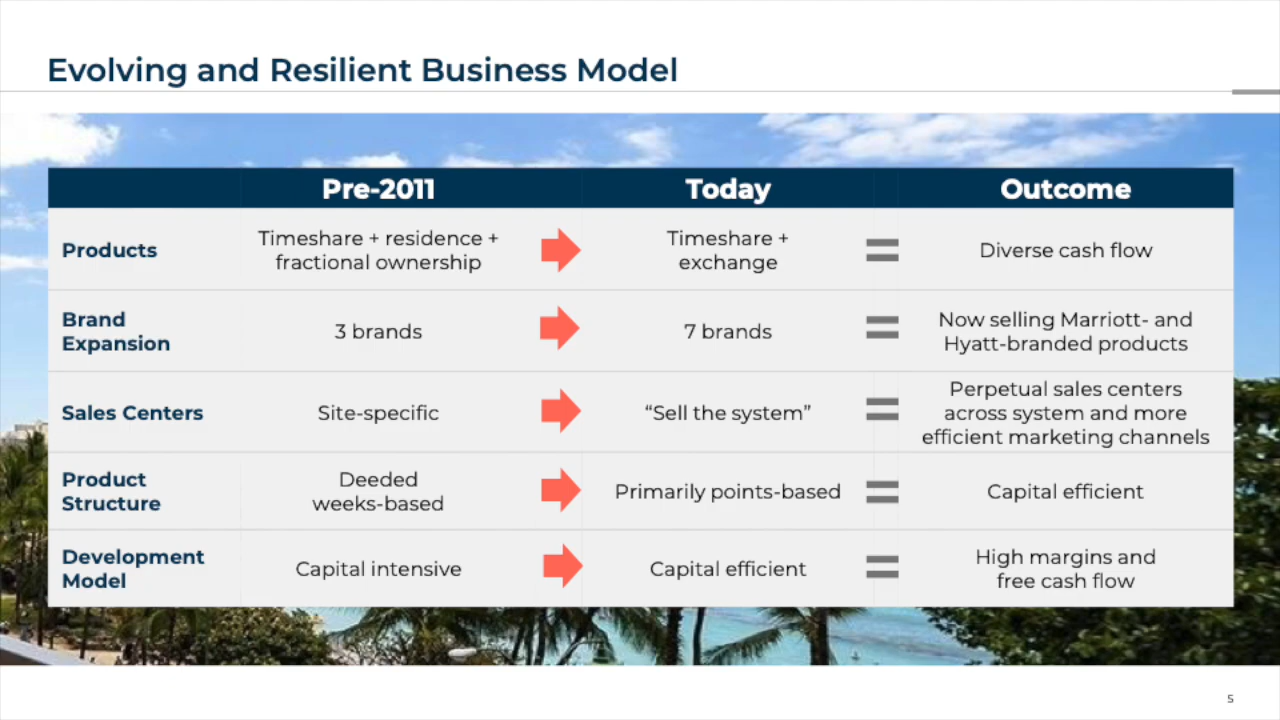 Evolving and Resilient Business Model
Pre-2011
Today
Outcome
Products
Timeshare + residence +
fractional ownership
Timeshare +
exchange
Diverse cash flow
Brand
Expansion
3 brands
7 brands
Now selling Marriott- and
Hyatt-branded products
Sales Centers
Site-specific
“Sell the system”
Perpetual sales centers
across system and more
efficient marketing channels
Product
Structure
Deeded
weeks-based
Primarily points-based
Capital efficient
Development
Model
Capital intensive
Capital efficient
High margins and
free cash flow
5